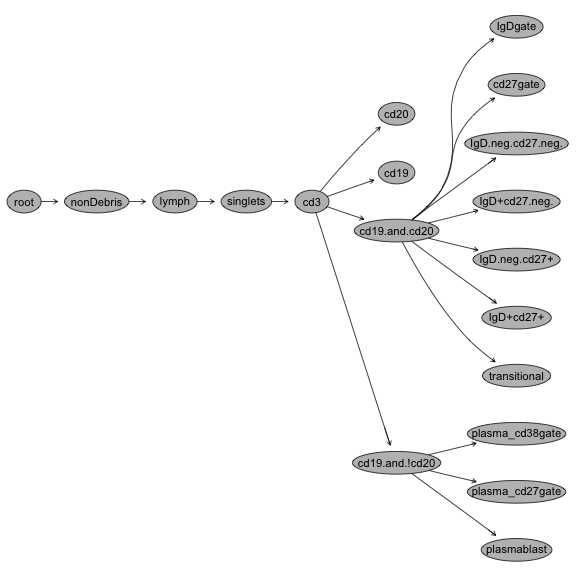 root
nonDebris
lymph
singlets
cd3
cd20
cd19
cd19.and.cd20
IgDgate
cd27gate
IgD.neg.cd27.neg.
IgD+cd27.neg.
IgD.neg.cd27+
IgD+cd27+
transitional
cd19.and.!cd20
plasma_cd38gate
plasma_cd27gate
plasmablast